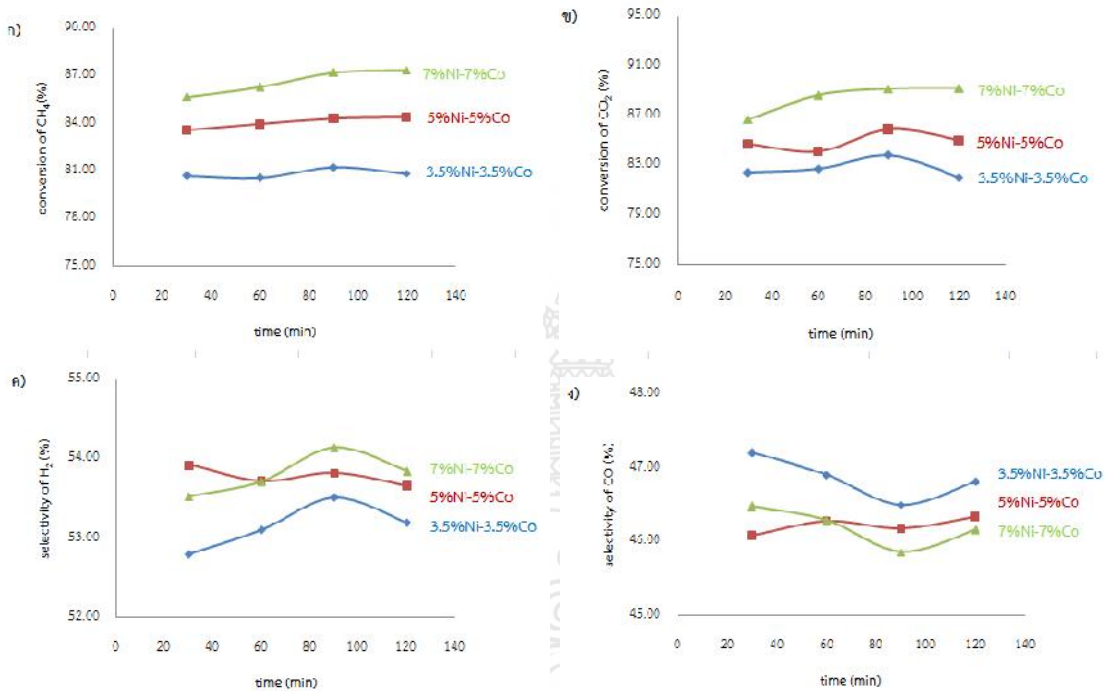 ก)
90.00
87.00
84.00
81.00
78.00
75.00
conversion of CH₄(%)
7%Ni-7%Co
5%Ni-5%Co
3.5%Ni-3.5%Co
0 20 40 60 80 100 120 140
time (min)
ข)
95.00
91.00
87.00
83.00
79.00
75.00
conversion of CO₂ (%)
7%Ni-7%Co
5%Ni-5%Co
3.5%Ni-3.5%Co
0 20 40 60 80 100 120 140
time (min)
ค)
55.00
54.00
53.00
52.00
selectivity of H₂ (%)
7%Ni-7%Co
5%Ni-5%Co
3.5%Ni-3.5%Co
0 20 40 60 80 100 120 140
time (min)
ง)
48.00
47.00
46.00
45.00
selectivity of CO (%)
3.5%Ni-3.5%Co
5%Ni-5%Co
7%Ni-7%Co
0 20 40 60 80 100 120 140
time (min)